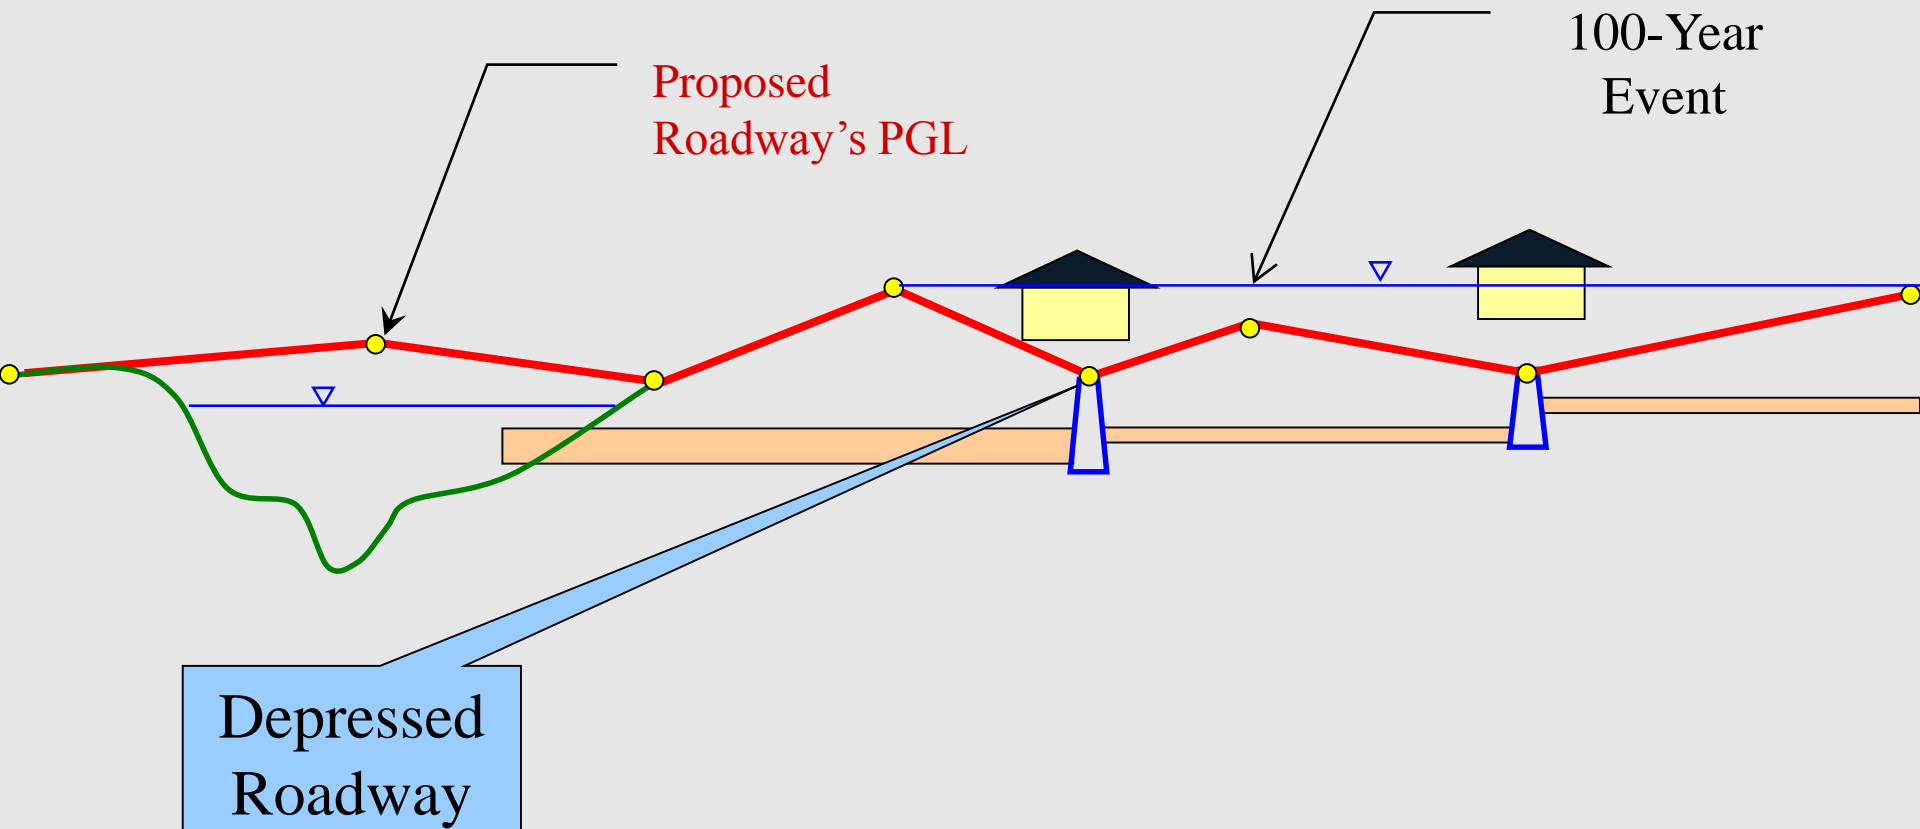 Proposed
Roadway’s PGL
100-Year
Event
Depressed
Roadway